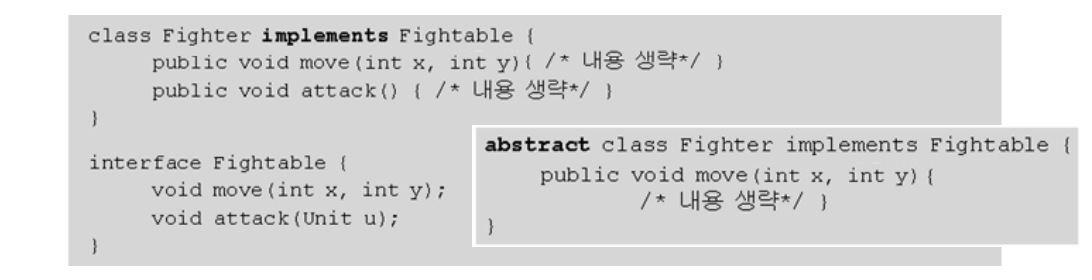 class Fighter implements Fightable {
public void move(int x, int y){ /* 내용 생략*/ }
public void attack() { /* 내용 생략*/ }
}
interface Fightable {
void move(int x, int y);
void attack(Unit u);
}
abstract class Fighter implements Fightable {
public void move(int x, int y){
/* 내용 생략*/ }
}